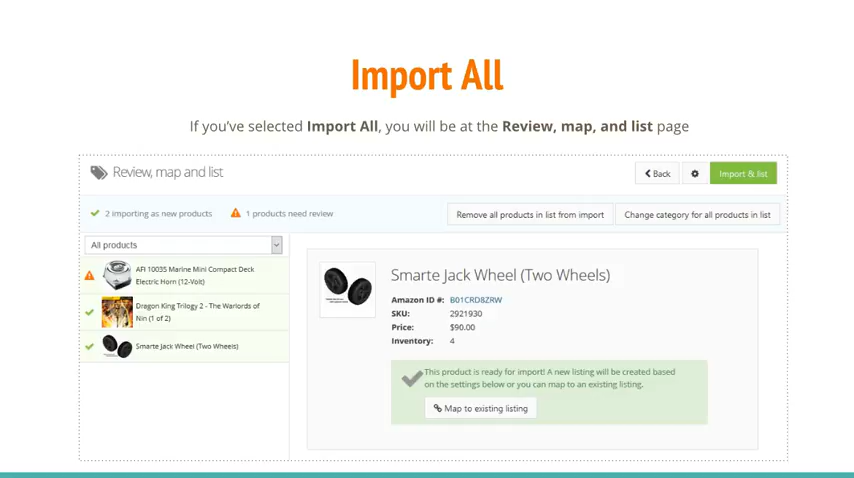 Import All
If you've selected Import All, you will be at the Review, map, and list page
Review, map and list
Back
Import & list
2 importing as new products
1 products need review
Remove all products in list from import
Change category for all products in list
All products
AFI 10035 Marine Mini Compact Deck
Electric Horn (12-Volt)
Dragon King Trilogy 2 - The Warlords of
Nin (1 of 2)
Smarte Jack Wheel (Two Wheels)
Smarte Jack Wheel (Two Wheels)
Amazon ID #: B01CRD8ZRW
SKU: 2921930
Price: $90.00
Inventory: 4
This product is ready for import! A new listing will be created based
on the settings below or you can map to an existing listing.
Map to existing listing